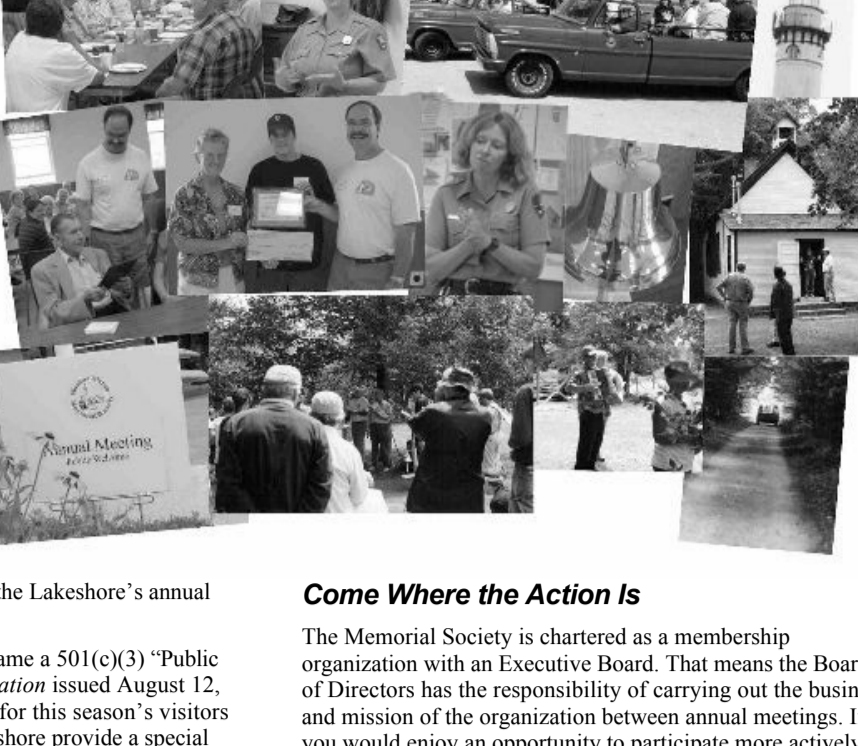 Annual Meeting
the Lakeshore’s annual
ame a 501(c)(3) “Public
ation issued August 12,
for this season’s visitors
shore provide a special
Come Where the Action Is
The Memorial Society is chartered as a membership
organization with an Executive Board. That means the Boar
of Directors has the responsibility of carrying out the busin
and mission of the organization between annual meetings. I
you would enjoy an opportunity to participate more actively